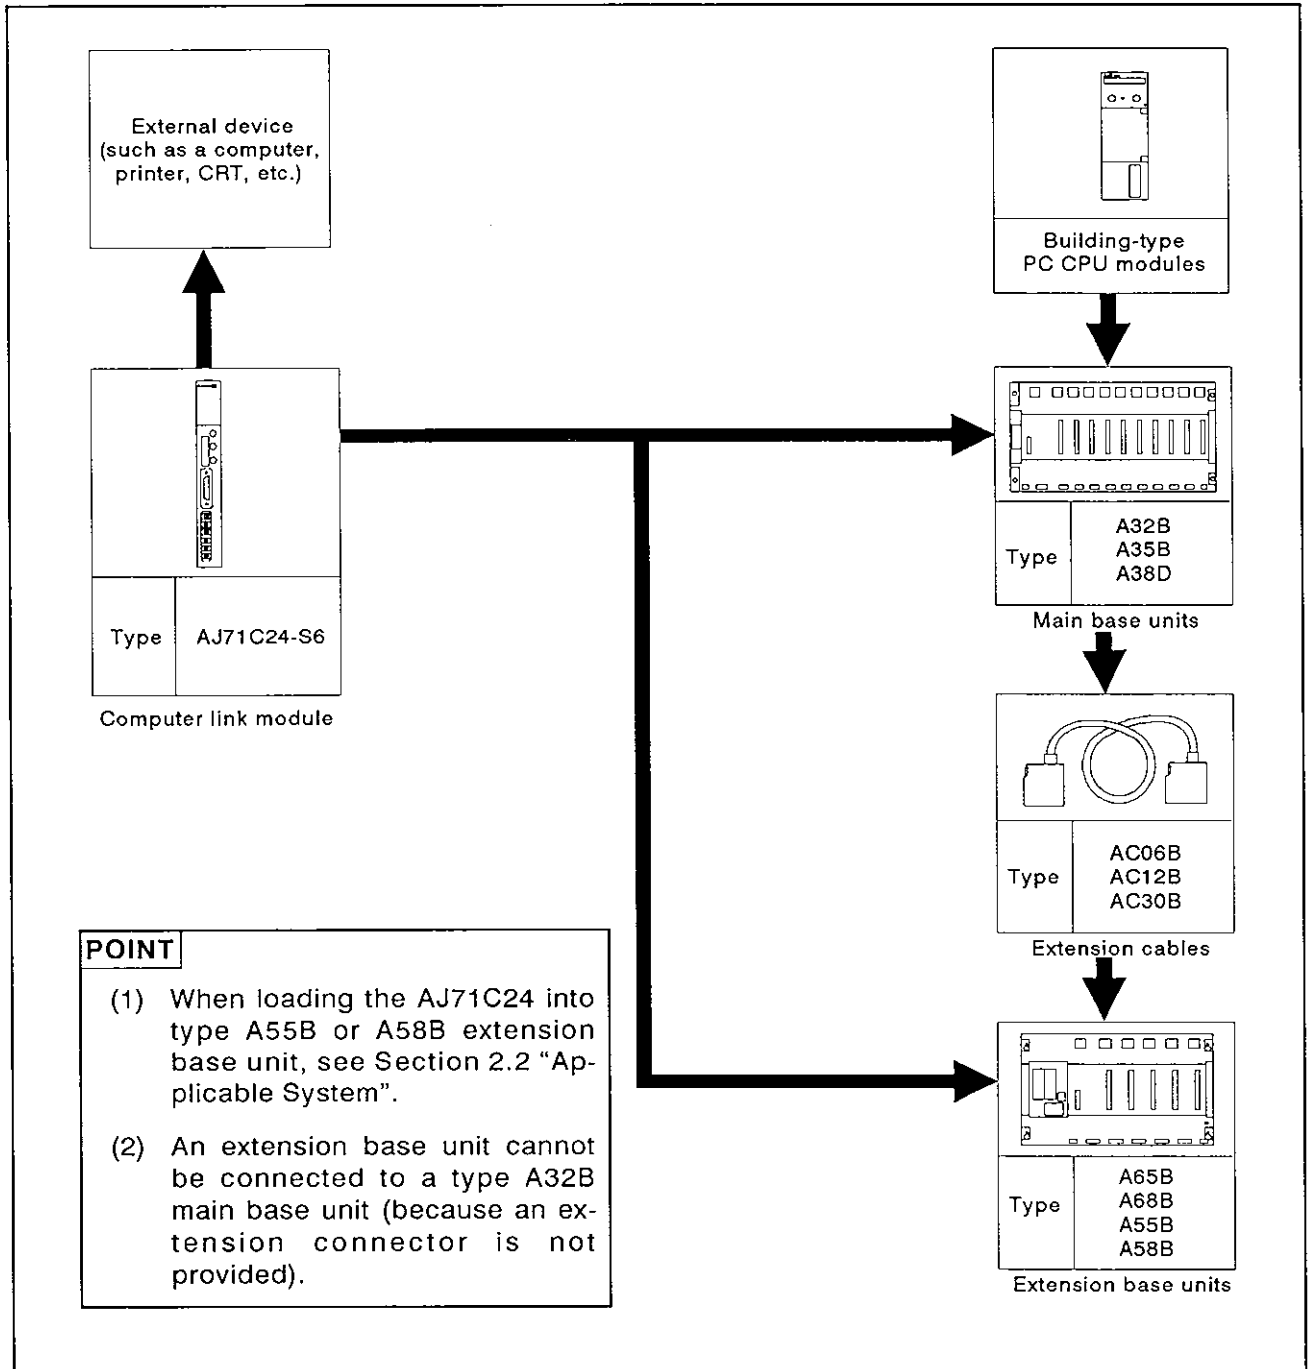 External device
(such as a computer,
printer, CRT, etc.)
Building-type
PC CPU modules
Type
A32B
A35B
A38D
Main base units
Type
AJ71C24-S6
Computer link module
Type
AC06B
AC12B
AC30B
Extension cables
POINT
(1) When loading the AJ71C24 into
type A55B or A58B extension
base unit, see Section 2.2 “Ap-
plicable System”.
(2) An extension base unit cannot
be connected to a type A32B
main base unit (because an ex-
tension connector is not
provided).
Type
A65B
A68B
A55B
A58B
Extension base units